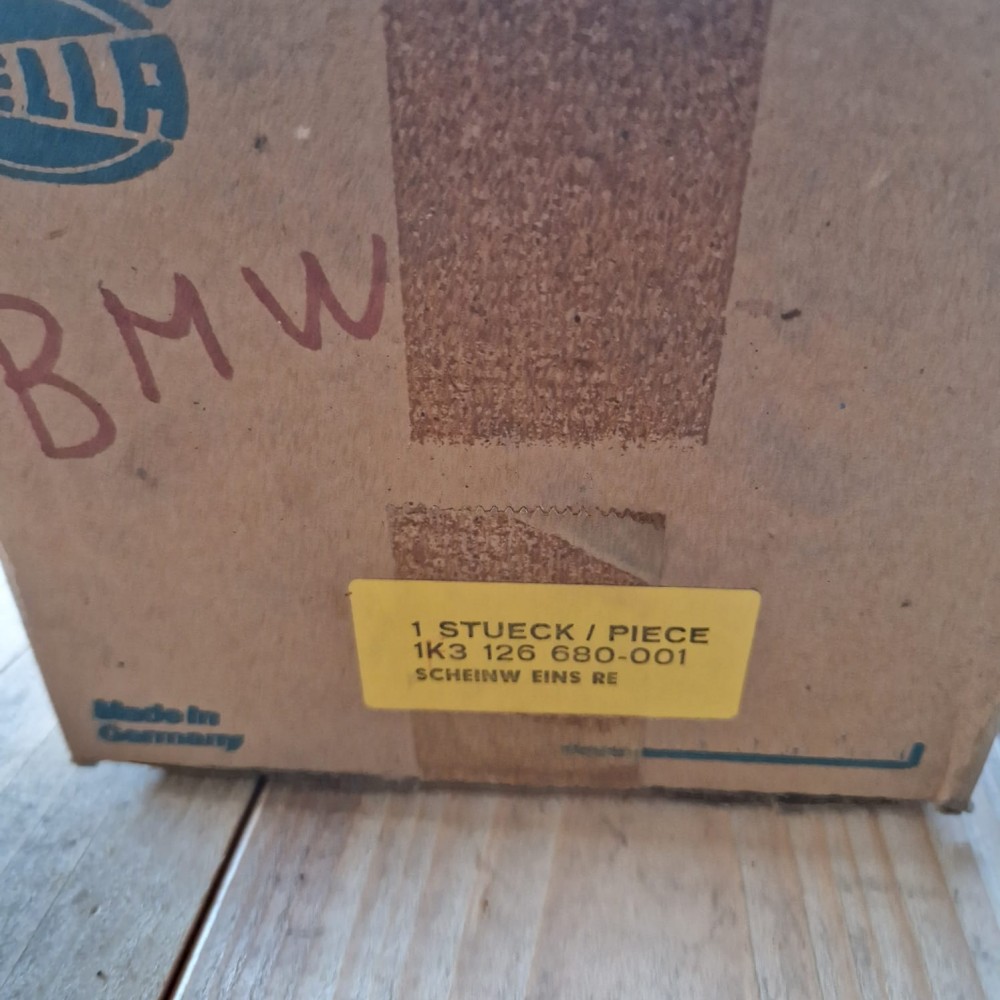 ELLA
BMW
1 STUECK / PIECE
1K3 126 680-001
SCHEINW EINS RE
Made in
Germany